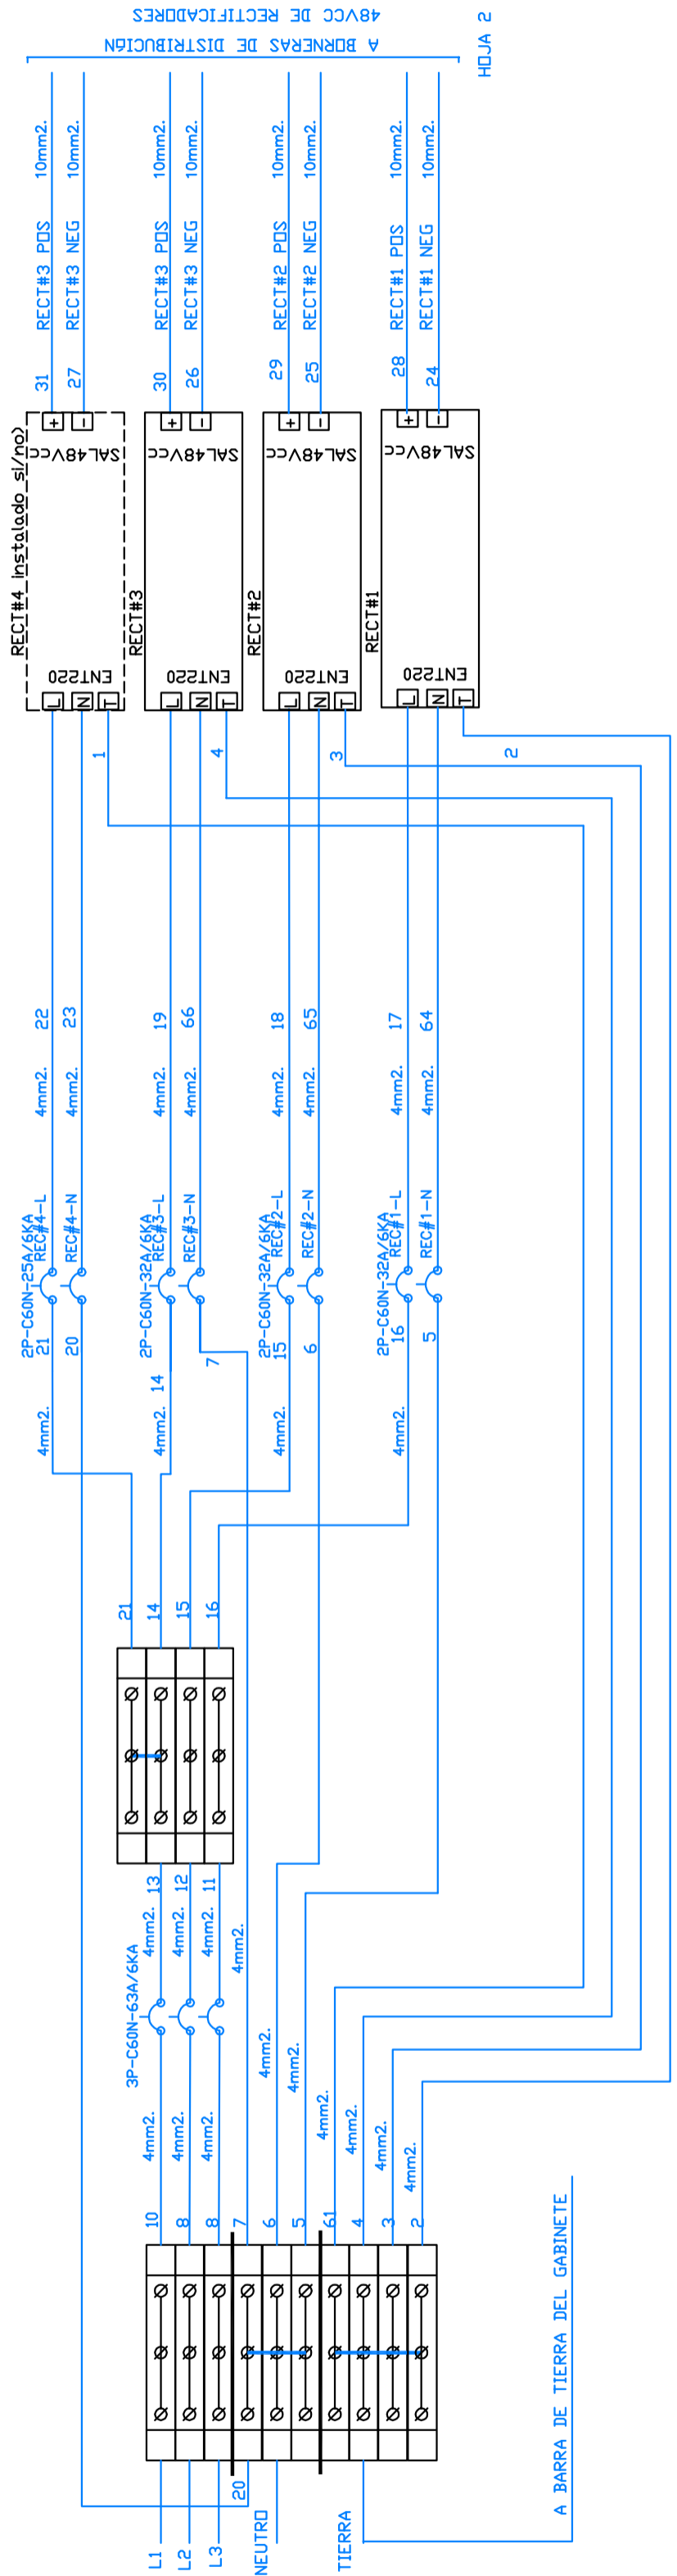 48VCC DE RECTIFICADORES
A BORNERAS DE DISTRIBUCIÓN
HOJA 2
10mm2.
10mm2.
10mm2.
10mm2.
10mm2.
10mm2.
10mm2.
10mm2.
RECT#3 POS
RECT#3 NEG
RECT#3 POS
RECT#3 NEG
RECT#2 POS
RECT#2 NEG
RECT#1 POS
RECT#1 NEG
31
27
30
26
29
25
28
24
RECT#4 instalado si/no)
+
-
SAL48Vcc
ENT220
L
N
T
RECT#3
+
-
SAL48Vcc
ENT220
L
N
T
RECT#2
+
-
SAL48Vcc
ENT220
L
N
T
RECT#1
+
-
SAL48Vcc
ENT220
L
N
T
1
4
3
2
22
23
19
66
18
65
17
64
4mm2.
4mm2.
4mm2.
4mm2.
4mm2.
4mm2.
4mm2.
4mm2.
2P-C60N-25A/6KA
REC#4-L
REC#4-N
2P-C60N-32A/6KA
REC#3-L
REC#3-N
2P-C60N-32A/6KA
REC#2-L
REC#2-N
2P-C60N-32A/6KA
REC#1-L
REC#1-N
21
20
14
7
15
6
16
5
4mm2.
4mm2.
4mm2.
4mm2.
21
14
15
16
13
12
11
4mm2.
4mm2.
4mm2.
4mm2.
3P-C60N-63A/6KA
4mm2.
4mm2.
4mm2.
4mm2.
4mm2.
4mm2.
4mm2.
4mm2.
4mm2.
10
8
8
7
6
5
61
4
3
2
20
L1
L2
L3
NEUTRO
TIERRA
A BARRA DE TIERRA DEL GABINETE